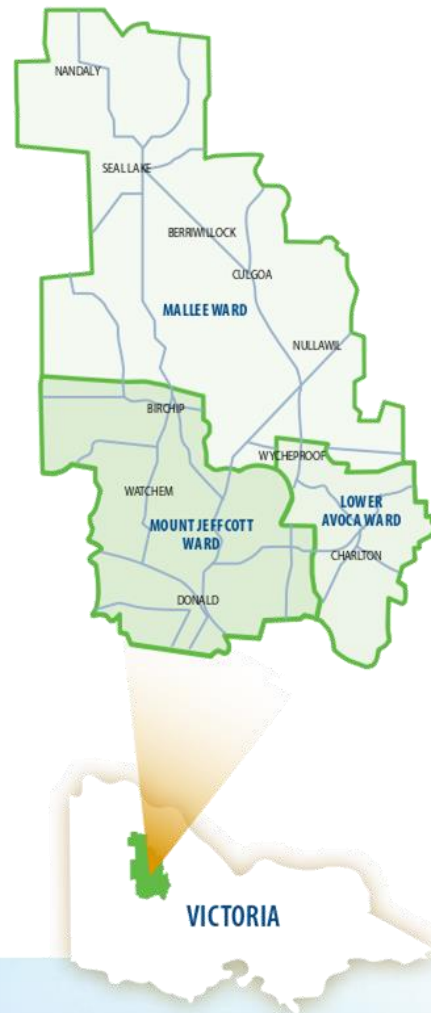 NANDALY
SEAL LAKE
BERRIWILLOCK
CULGOA
MALLEE WARD
NULLAWIL
BIRCHIP
WYCHEPROOF
WATCHEM
LOWER
AVOCA WARD
MOUNT JEFFCOTT
WARD
CHARLTON
DONALD
VICTORIA